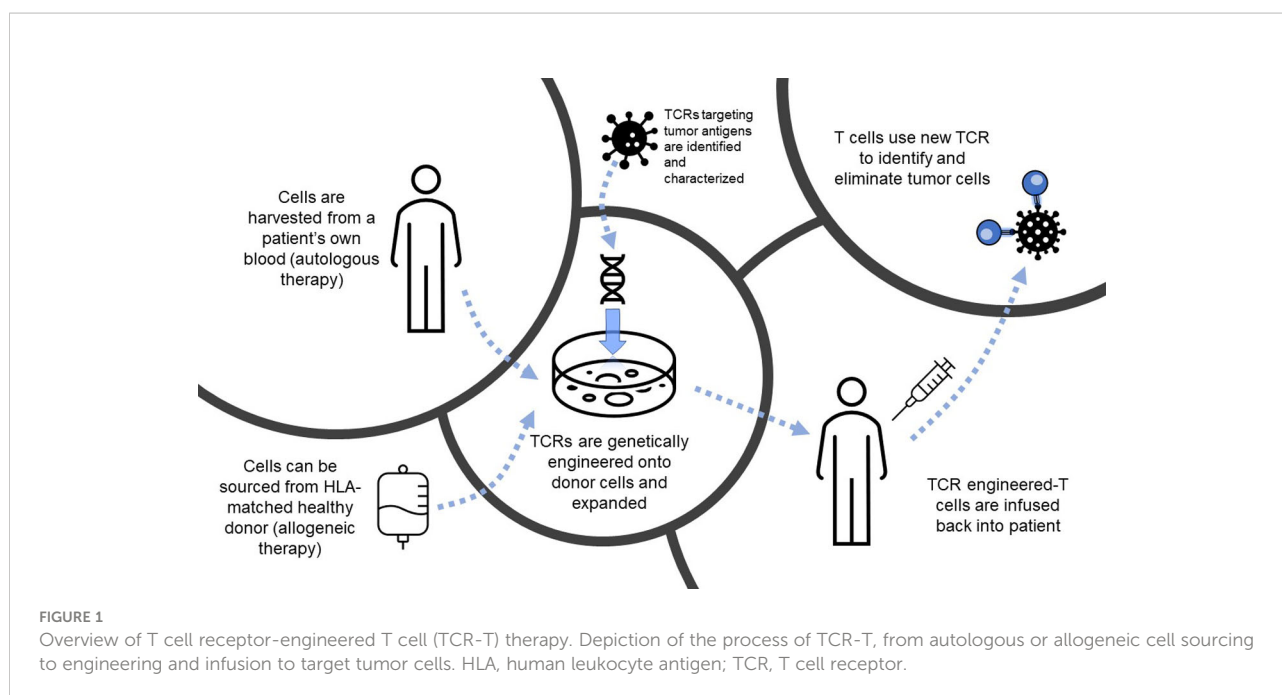 Cells are
harvested from a
patient's own
blood (autologous
therapy)
TCRs targeting
tumor antigens
are identified
and
characterized
T cells use new TCR
to identify and
eliminate tumor cells
Cells can be
sourced from HLA-
matched healthy
donor (allogeneic
therapy)
TCRs are genetically
engineered onto
donor cells and
expanded
TCR engineered-T
cells are infused
back into patient
FIGURE 1
Overview of T cell receptor-engineered T cell (TCR-T) therapy. Depiction of the process of TCR-T, from autologous or allogeneic cell sourcing
to engineering and infusion to target tumor cells. HLA, human leukocyte antigen; TCR, T cell receptor.